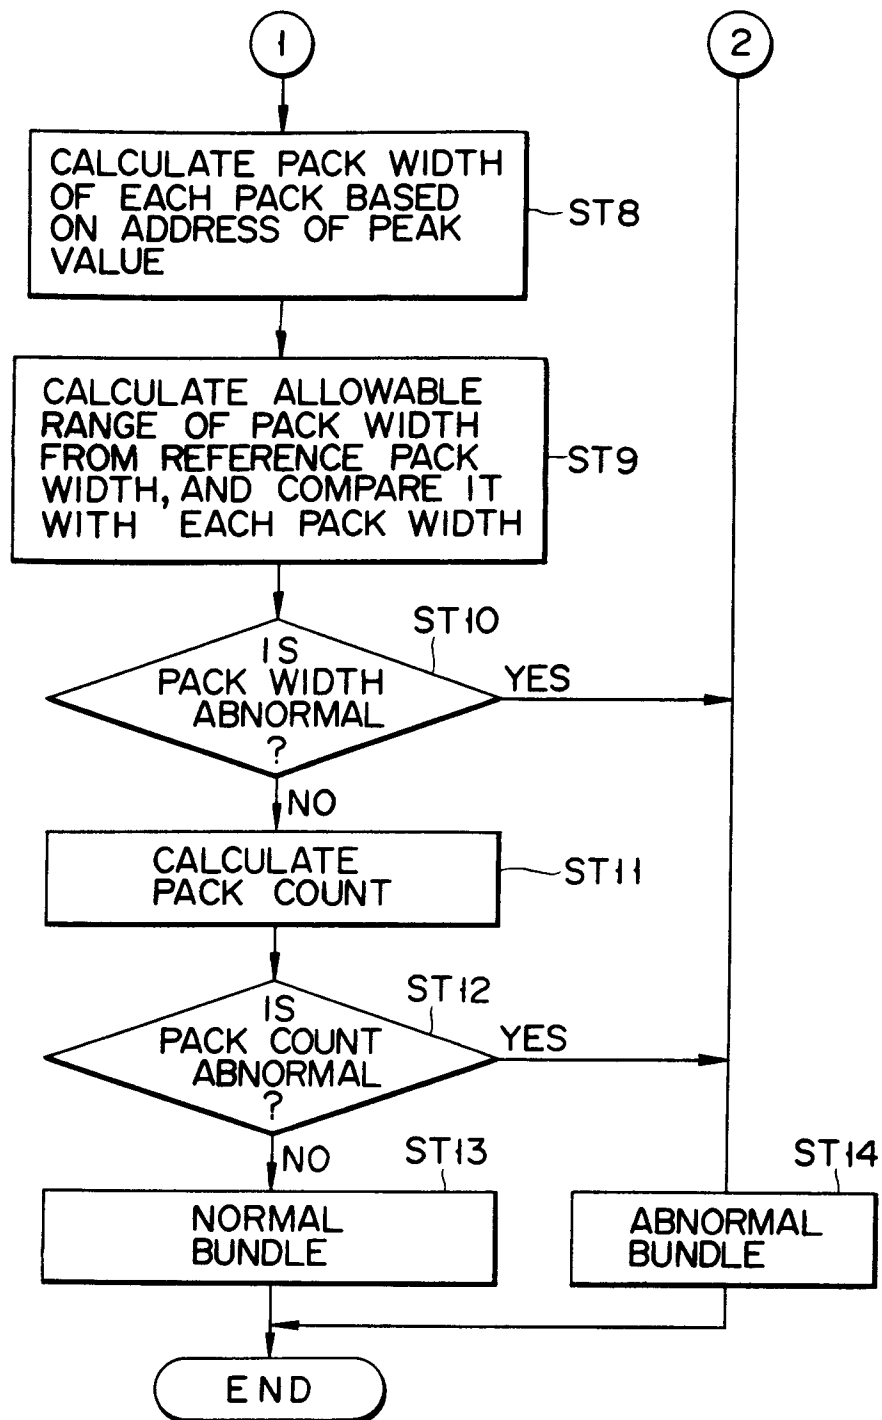 1
2
CALCULATE PACK WIDTH
OF EACH PACK BASED
ON ADDRESS OF PEAK
VALUE
ST8
CALCULATE ALLOWABLE
RANGE OF PACK WIDTH
FROM REFERENCE PACK
WIDTH, AND COMPARE IT
WITH EACH PACK WIDTH
ST9
ST10
IS
PACK WIDTH
ABNORMAL
?
YES
NO
CALCULATE
PACK COUNT
ST11
ST12
IS
PACK COUNT
ABNORMAL
?
YES
NO
ST13
NORMAL
BUNDLE
ST14
ABNORMAL
BUNDLE
END